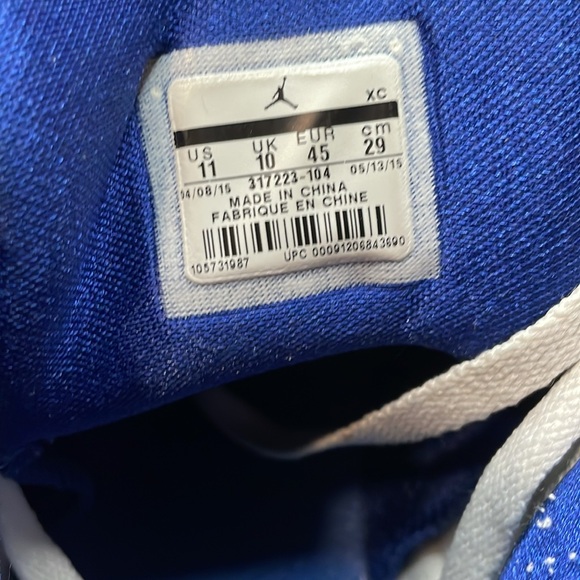 XC
US UK EUR cm
11 10 45 29
04/08/15 317223-104 05/13/15
MADE IN CHINA
FABRIQUE EN CHINE
105731987 UPC 00091206843690